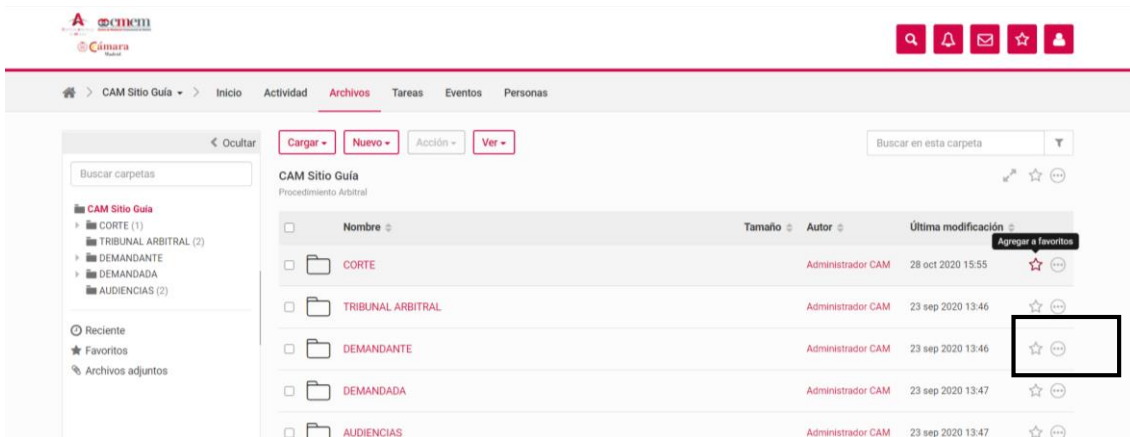 aemem
Cámara
Madrid
CAM Sitio Guía
Inicio
Actividad
Archivos
Tareas
Eventos
Personas
Ocultar
Buscar carpetas
CAM Sitio Guía
CORTE (1)
TRIBUNAL ARBITRAL (2)
DEMANDANTE
DEMANDADA
AUDIENCIAS (2)
Reciente
Favoritos
Archivos adjuntos
Cargar
Nuevo
Acción
Ver
Buscar en esta carpeta
CAM Sitio Guía
Procedimiento Arbitral
Nombre Tamaño Autor Última modificación
Agregar a favoritos
CORTE Administrador CAM 28 oct 2020 15:55
TRIBUNAL ARBITRAL Administrador CAM 23 sep 2020 13:46
DEMANDANTE Administrador CAM 23 sep 2020 13:46
DEMANDADA Administrador CAM 23 sep 2020 13:47
AUDIENCIAS Administrador CAM 23 sep 2020 13:47